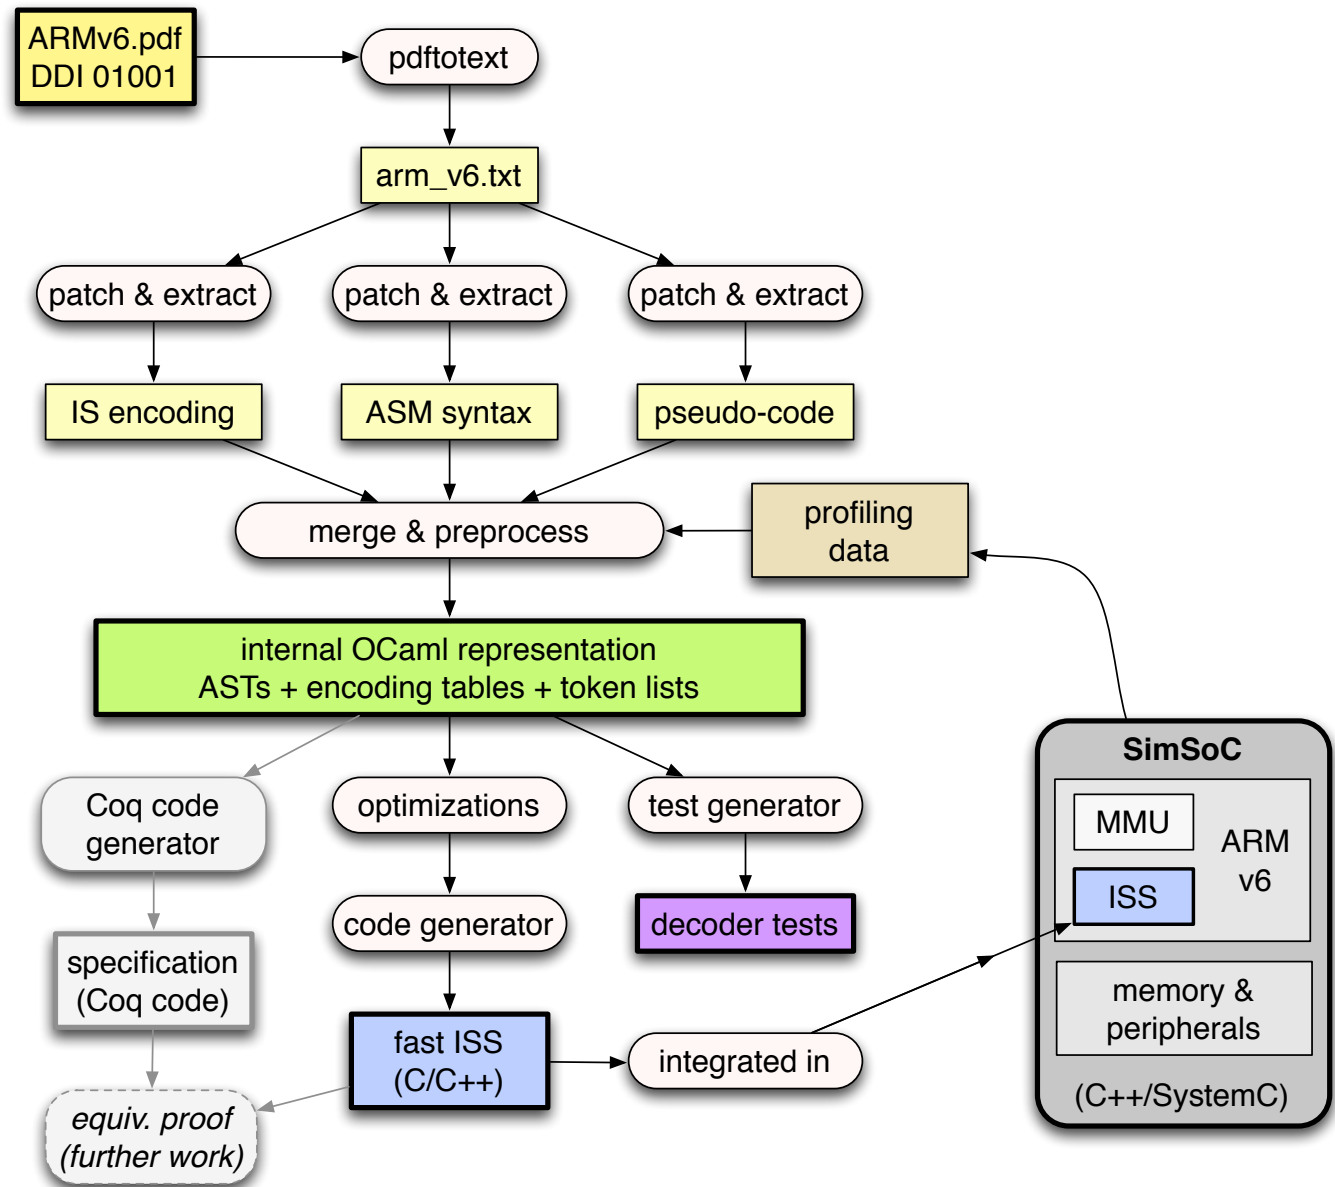 ARMv6.pdf
DDI 01001
pdftotext
arm_v6.txt
patch & extract
patch & extract
patch & extract
IS encoding
ASM syntax
pseudo-code
merge & preprocess
profiling
data
internal OCaml representation
ASTs + encoding tables + token lists
Coq code
generator
optimizations
test generator
code generator
decoder tests
specification
(Coq code)
fast ISS
(C/C++)
integrated in
equiv. proof
(further work)
SimSoC
MMU
ARM
v6
ISS
memory &
peripherals
(C++/SystemC)